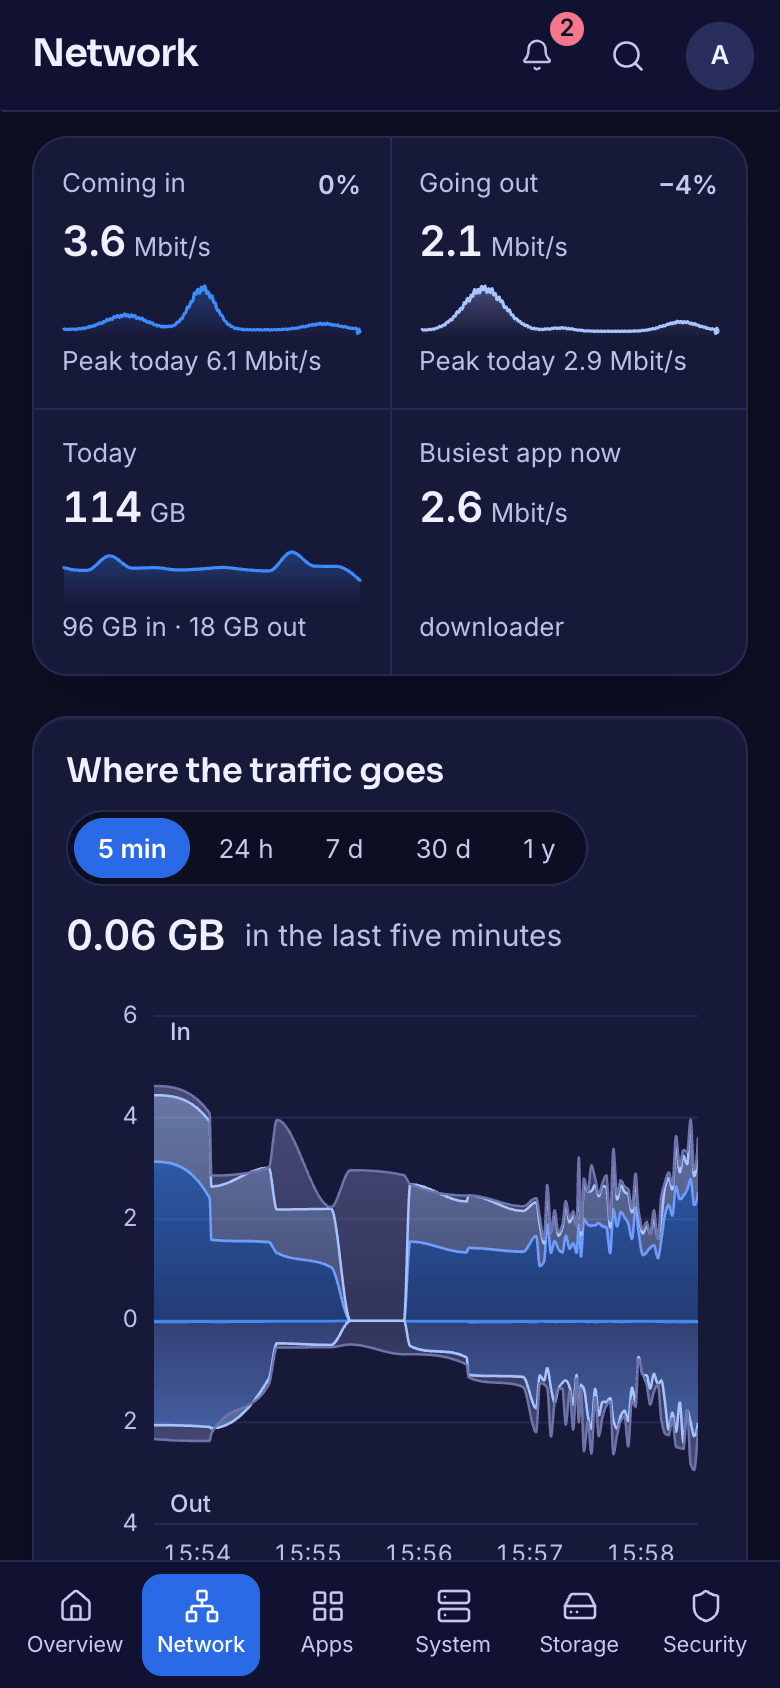 Network
2
A
Coming in
0%
3.6 Mbit/s
Peak today 6.1 Mbit/s
Going out
−4%
2.1 Mbit/s
Peak today 2.9 Mbit/s
Today
114 GB
96 GB in · 18 GB out
Busiest app now
2.6 Mbit/s
downloader
Where the traffic goes
5 min 24 h 7 d 30 d 1 y
0.06 GB in the last five minutes
6
In
4
2
0
2
Out
4
15:54 15:55 15:56 15:57 15:58
Overview Network Apps System Storage Security